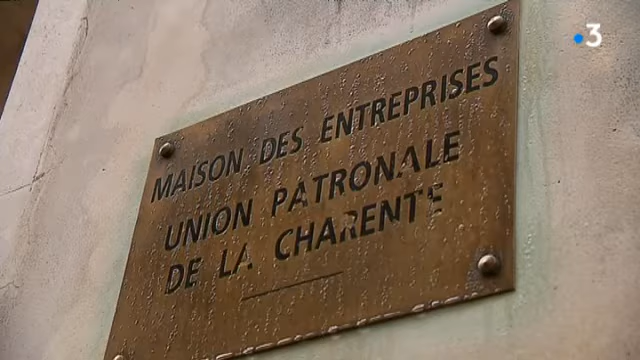 3
MAISON DES ENTREPRISES
UNION PATRONALE
DE LA CHARENTE